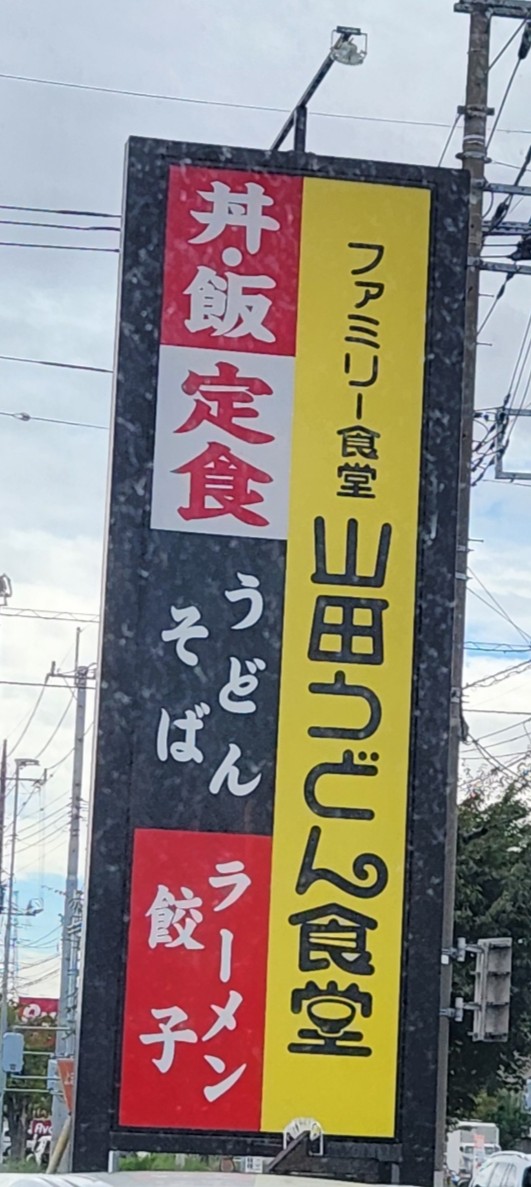 ファミリー食堂
山田うどん食堂
丼・飯
定食
うどん
そば
ラーメン
餃子